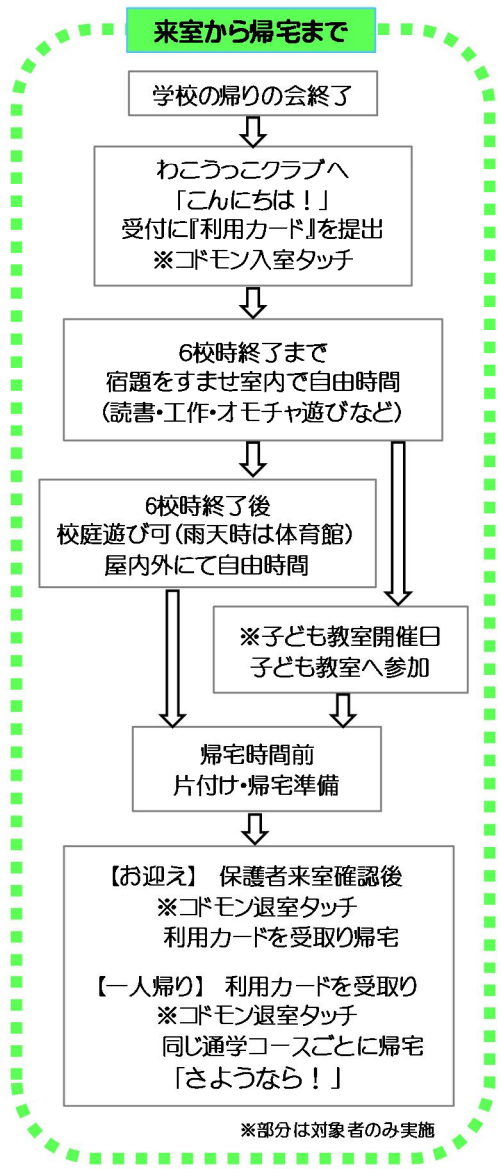 来室から帰宅まで
学校の帰りの会終了
わこうっこクラブへ
「こんにちは！」
受付に『利用カード』を提出
※コドモン入室タッチ
6校時終了まで
宿題をすませ室内で自由時間
（読書・工作・オモチャ遊びなど）
6校時終了後
校庭遊び可（雨天時は体育館）
屋内外にて自由時間
※子ども教室開催日
子ども教室へ参加
帰宅時間前
片付け・帰宅準備
【お迎え】　保護者来室確認後
※コドモン退室タッチ
利用カードを受取り帰宅
【一人帰り】　利用カードを受取り
※コドモン退室タッチ
同じ通学コースごとに帰宅
「さようなら！」
※部分は対象者のみ実施